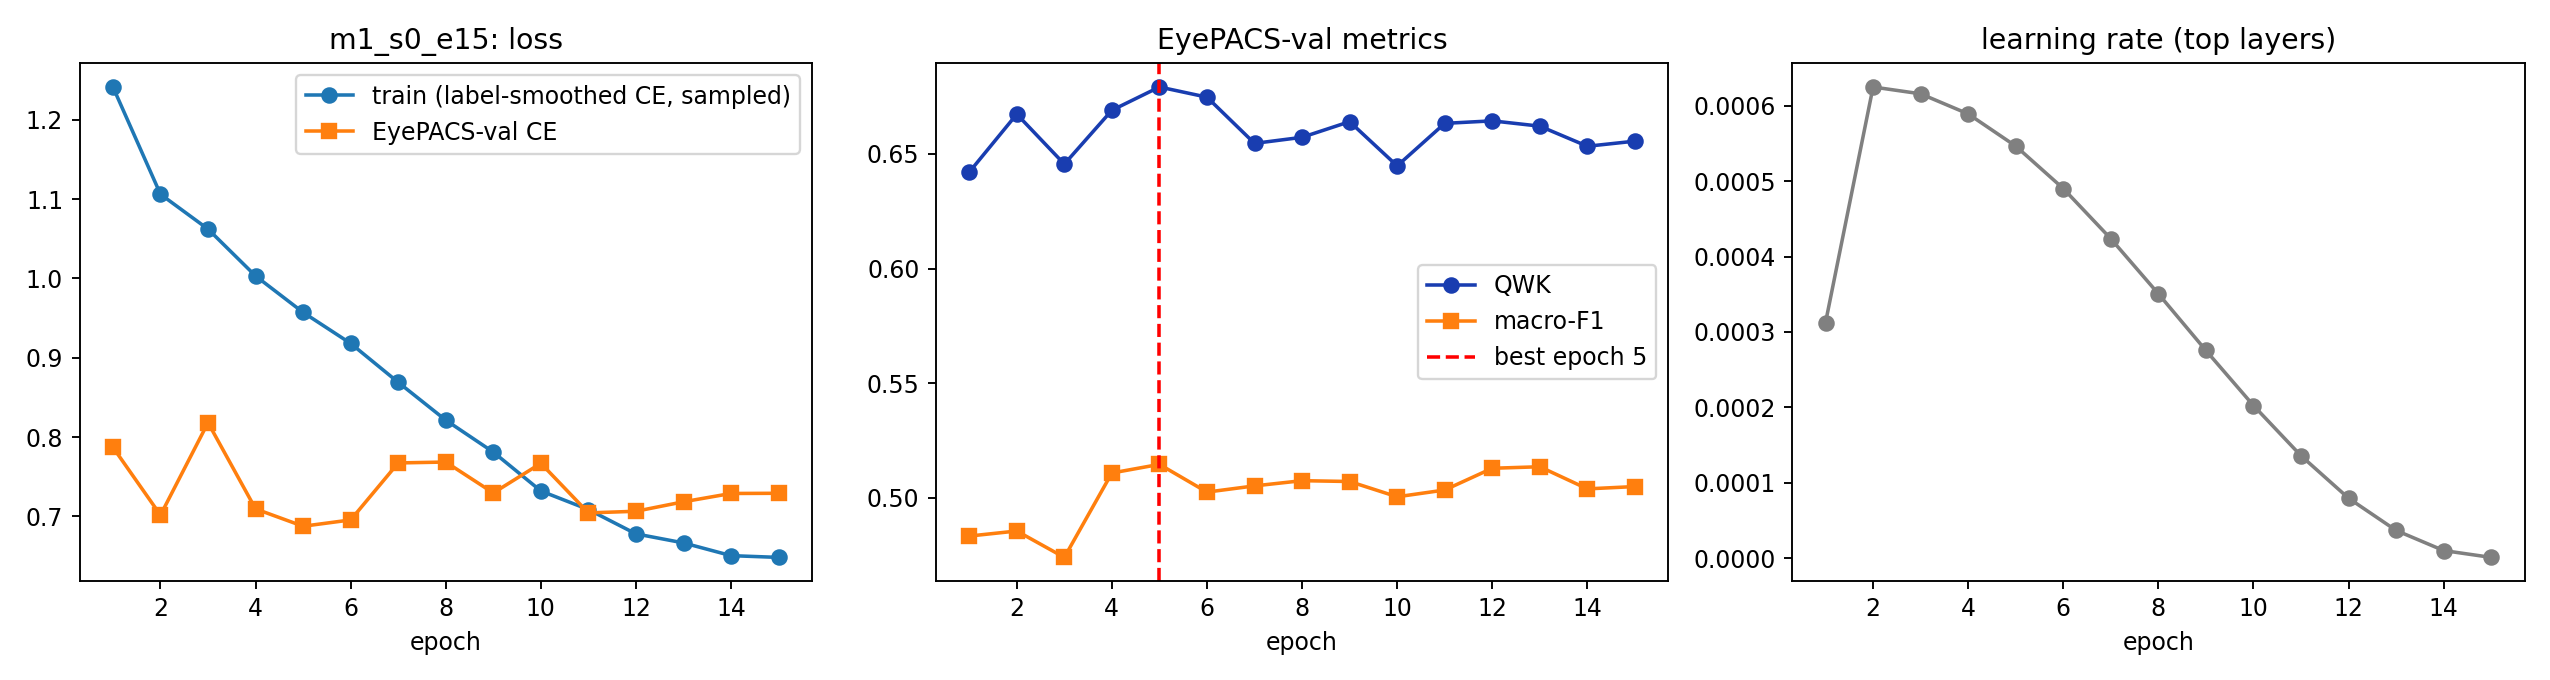 m1_s0_e15: loss
train (label-smoothed CE, sampled)
EyePACS-val CE
1.2
1.1
1.0
0.9
0.8
0.7
2 4 6 8 10 12 14
epoch
EyePACS-val metrics
QWK
macro-F1
best epoch 5
0.65
0.60
0.55
0.50
2 4 6 8 10 12 14
epoch
learning rate (top layers)
0.0006
0.0005
0.0004
0.0003
0.0002
0.0001
0.0000
2 4 6 8 10 12 14
epoch